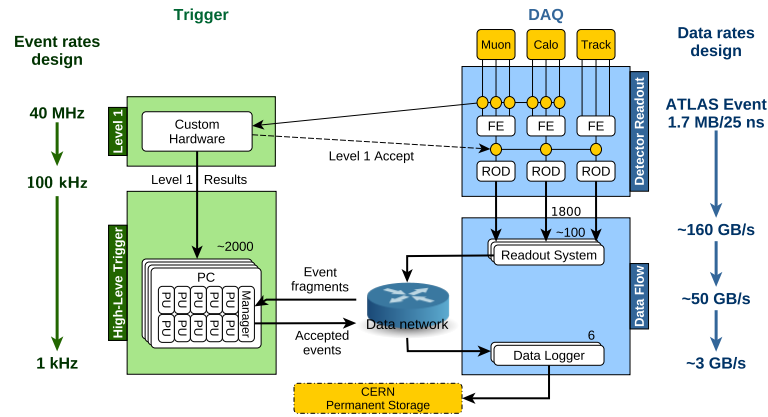 Trigger
DAQ
Event rates
design
Data rates
design
Muon
Calo
Track
40 MHz
Level 1
Custom
Hardware
FE
FE
FE
Detector Readout
ATLAS Event
1.7 MB/25 ns
Level 1 Accept
ROD
ROD
ROD
100 kHz
Level 1
Results
1800
~2000
~100
Readout System
~160 GB/s
High-Leve Trigger
PC
PU
PU
PU
PU
PU
PU
PU
PU
PU
PU
Manager
Event
fragments
Data network
Accepted
events
Data Flow
~50 GB/s
6
Data Logger
1 kHz
~3 GB/s
CERN
Permanent Storage